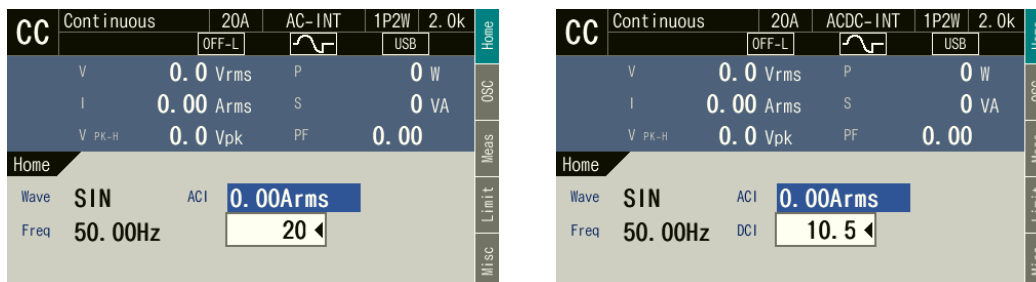 CC Continuous 20A AC-INT 1P2W 2.0k
OFF-L USB
V 0.0 Vrms P 0 W
I 0.00 Arms S 0 VA
V PK-H 0.0 Vpk PF 0.00
Home
Wave SIN ACI 0.00Arms
Freq 50.00Hz 20
Home
OSC
Meas
Limit
Misc
CC Continuous 20A ACDC-INT 1P2W 2.0k
OFF-L USB
V 0.0 Vrms P 0 W
I 0.00 Arms S 0 VA
V PK-H 0.0 Vpk PF 0.00
Home
Wave SIN ACI 0.00Arms
Freq 50.00Hz DCI 10.5